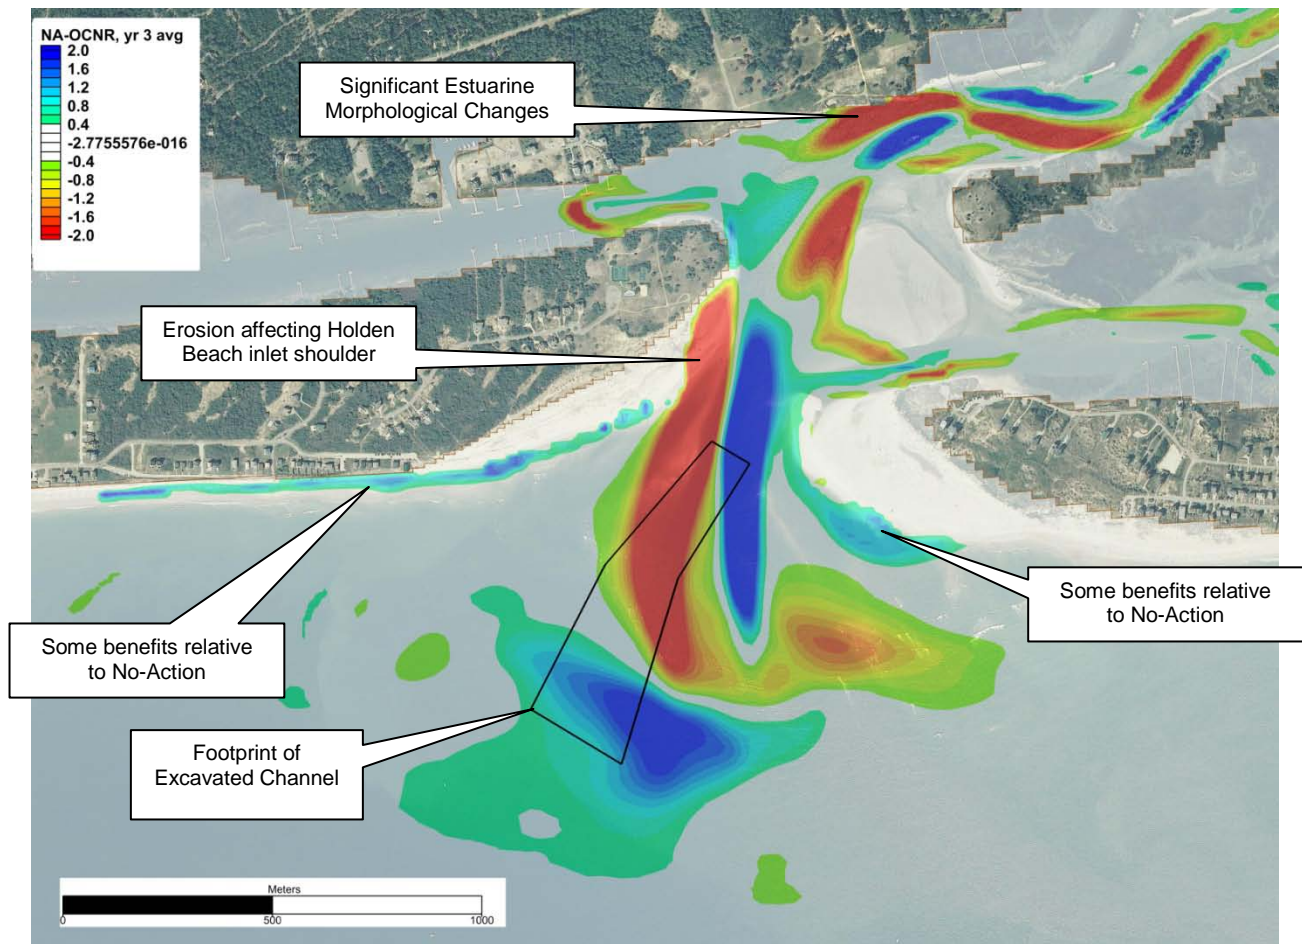 NA-OCNR, yr 3 avg
2.0
1.6
1.2
0.8
0.4
-2.7755576e-016
-0.4
-0.8
-1.2
-1.6
-2.0
Significant Estuarine
Morphological Changes
Erosion affecting Holden
Beach inlet shoulder
Some benefits relative
to No-Action
Some benefits relative
to No-Action
Footprint of
Excavated Channel
Meters
0 500 1000